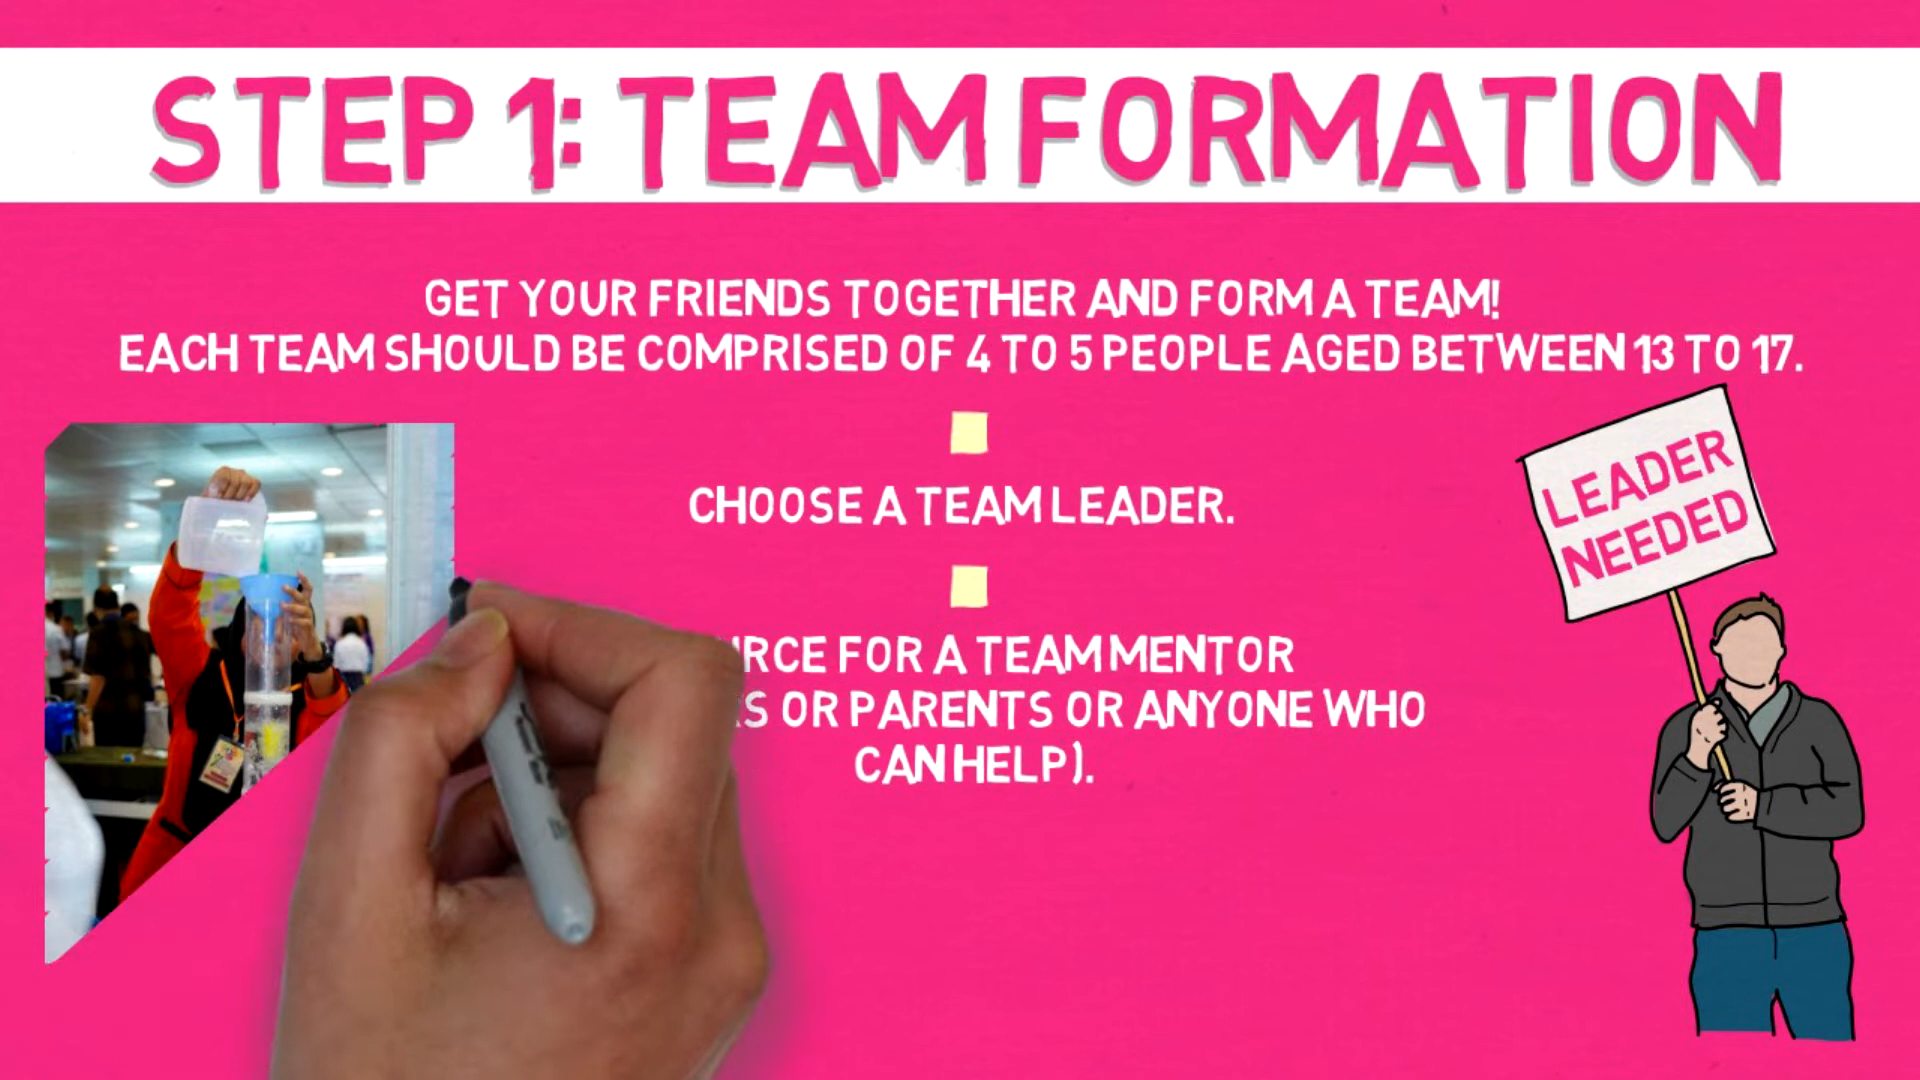 STEP 1: TEAM FORMATION
GET YOUR FRIENDS TOGETHER AND FORM A TEAM!
EACH TEAM SHOULD BE COMPRISED OF 4 TO 5 PEOPLE AGED BETWEEN 13 TO 17.
LEADER
NEEDED
CHOOSE A TEAM LEADER.
FOR A TEAM MENTOR
OR PARENTS OR ANYONE WHO
CAN HELP).